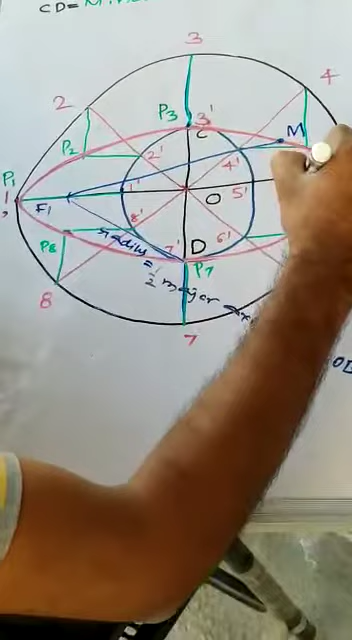 CD=
3
4
2
P3
3'
C
M
P2
2'
4'
P1
1
F1
1'
O
5'
8'
6'
P8
radius
7'
D
P7
= 1/2 major
8
7